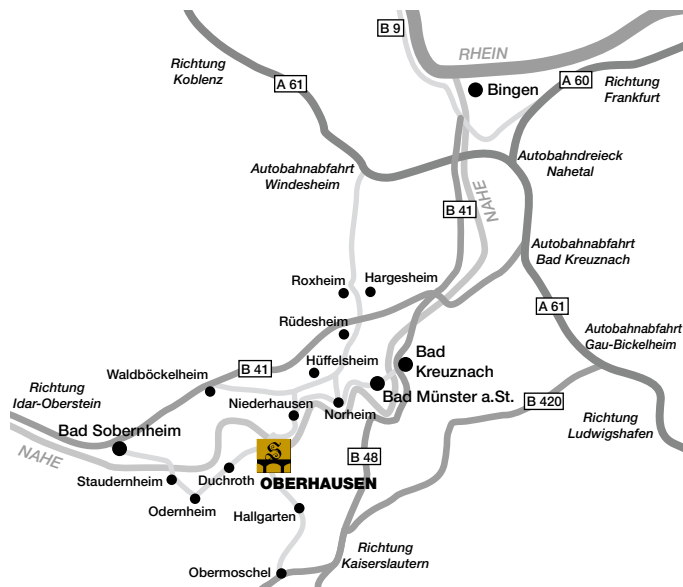 B 9
RHEIN
Richtung
Koblenz
A 61
A 60
Richtung
Frankfurt
Bingen
Autobahnabfahrt
Windesheim
Autobahndreieck
Nahetal
NAHE
B 41
Autobahnabfahrt
Bad Kreuznach
Roxheim
Hargesheim
A 61
Rüdesheim
Autobahnabfahrt
Gau-Bickelheim
Hüffelsheim
B 41
Bad
Kreuznach
Waldböckelheim
Richtung
Idar-Oberstein
Bad Münster a.St.
Niederhausen
Norheim
B 420
Richtung
Ludwigshafen
Bad Sobernheim
NAHE
S
B 48
Staudernheim
Duchroth
OBERHAUSEN
Odernheim
Hallgarten
Richtung
Kaiserslautern
Obermoschel